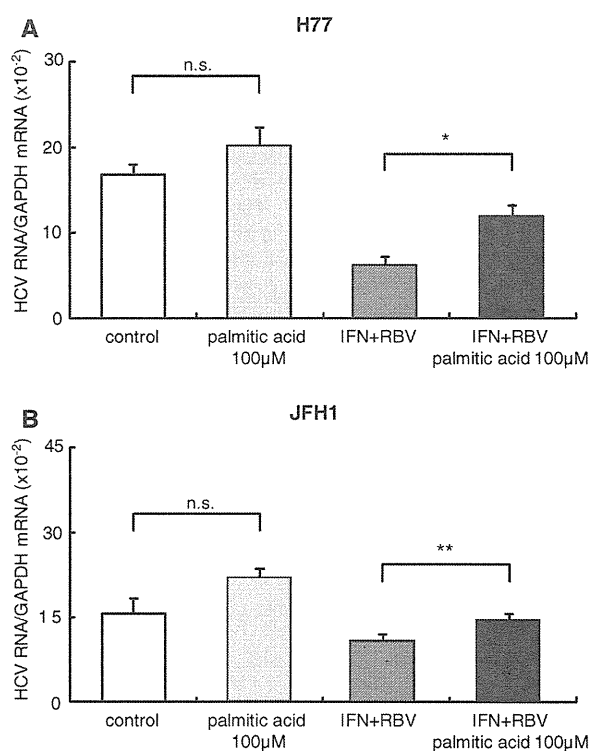 A
H77
HCV RNA/GAPDH mRNA (x10-2)
30
20
10
0
n.s.
*
control
palmitic acid
100µM
IFN+RBV
IFN+RBV
palmitic acid 100µM
B
JFH1
HCV RNA/GAPDH mRNA (x10-2)
45
30
15
0
n.s.
**
control
palmitic acid
100µM
IFN+RBV
IFN+RBV
palmitic acid 100µM